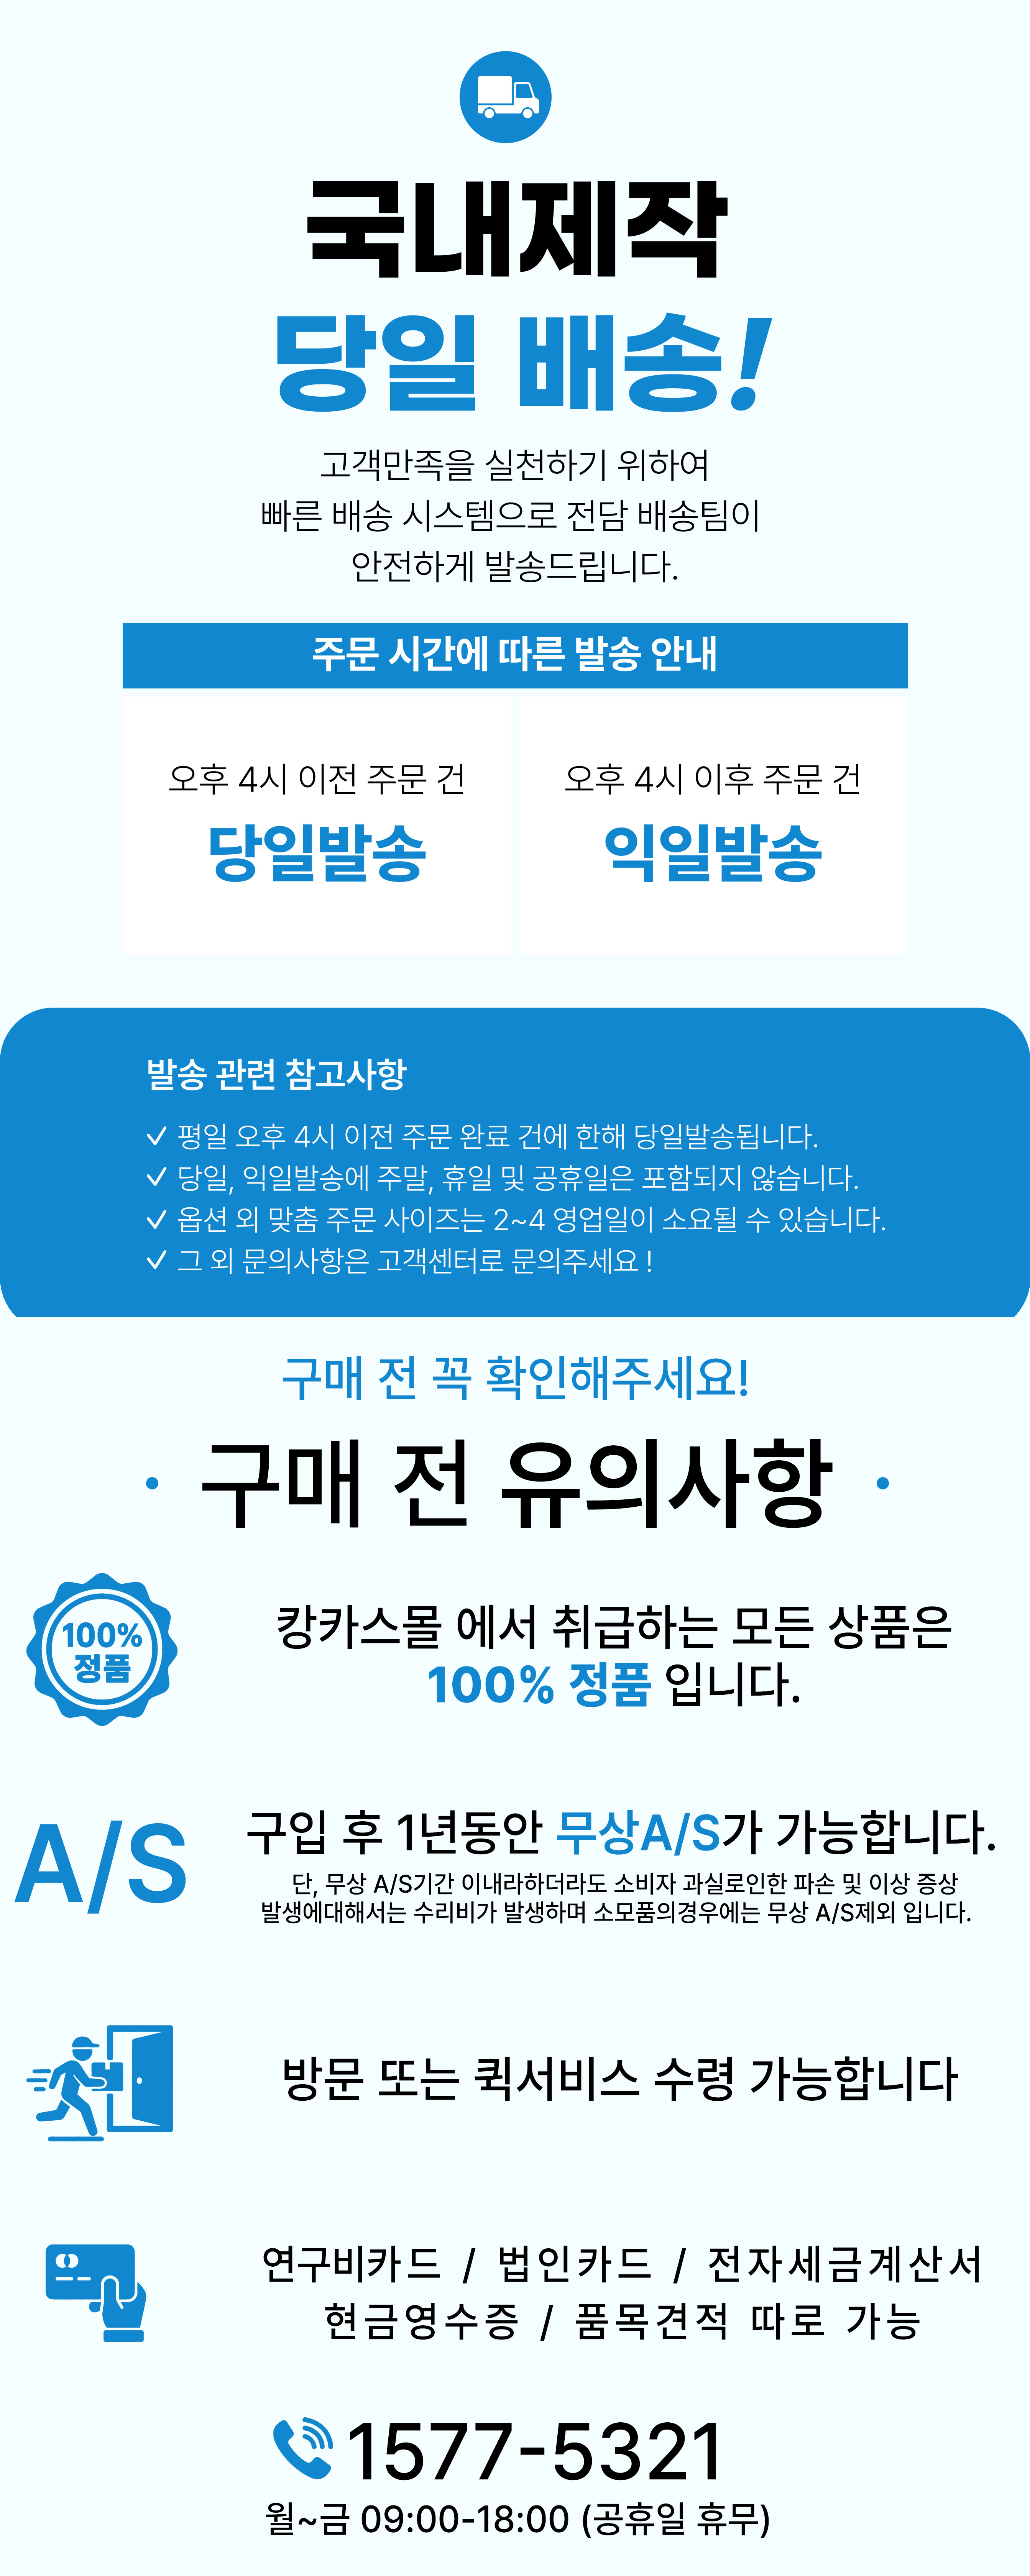 국내제작
당일 배송!
고객만족을 실천하기 위하여
빠른 배송 시스템으로 전담 배송팀이
안전하게 발송드립니다.
주문 시간에 따른 발송 안내
오후 4시 이전 주문 건
당일발송
오후 4시 이후 주문 건
익일발송
발송 관련 참고사항
평일 오후 4시 이전 주문 완료 건에 한해 당일발송됩니다.
당일, 익일발송에 주말, 휴일 및 공휴일은 포함되지 않습니다.
옵션 외 맞춤 주문 사이즈는 2~4 영업일이 소요될 수 있습니다.
그 외 문의사항은 고객센터로 문의주세요 !
구매 전 꼭 확인해주세요!
· 구매 전 유의사항 ·
100%
정품
캉카스몰 에서 취급하는 모든 상품은
100% 정품 입니다.
A/S
구입 후 1년동안 무상A/S가 가능합니다.
단, 무상 A/S기간 이내라하더라도 소비자 과실로인한 파손 및 이상 증상
발생에대해서는 수리비가 발생하며 소모품의경우에는 무상 A/S제외 입니다.
방문 또는 퀵서비스 수령 가능합니다
연구비카드 / 법인카드 / 전자세금계산서
현금영수증 / 품목견적 따로 가능
1577-5321
월~금 09:00-18:00 (공휴일 휴무)